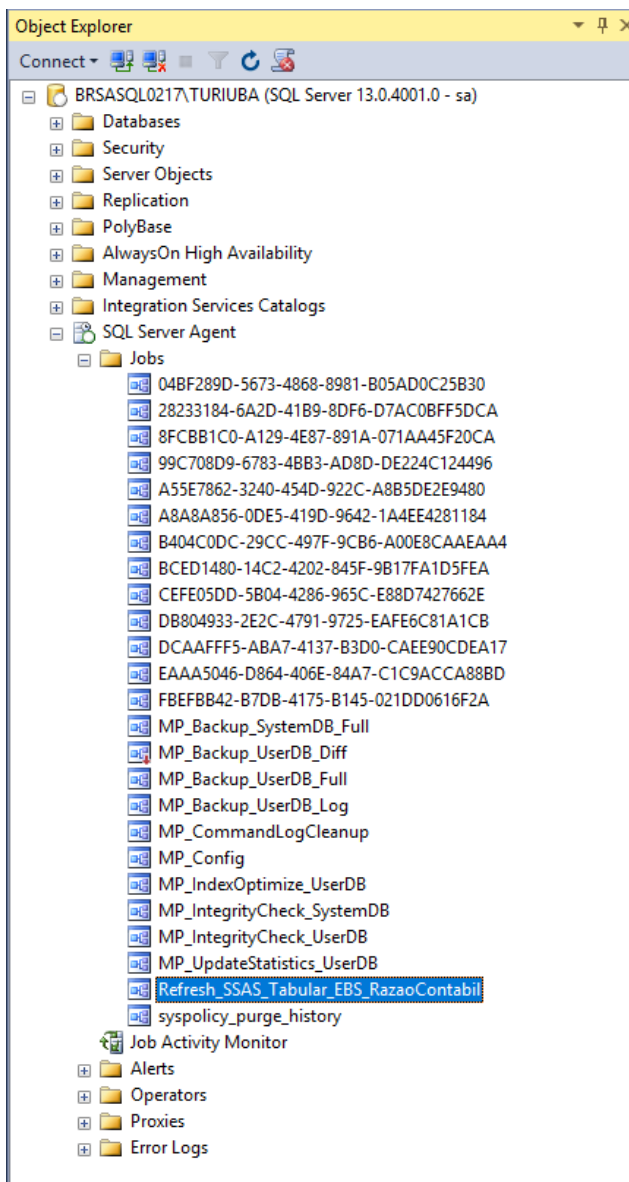 Object Explorer
Connect
BRSASQL0217\TURIUBA (SQL Server 13.0.4001.0 - sa)
Databases
Security
Server Objects
Replication
PolyBase
AlwaysOn High Availability
Management
Integration Services Catalogs
SQL Server Agent
Jobs
04BF289D-5673-4868-8981-B05AD0C25B30
28233184-6A2D-41B9-8DF6-D7AC0BFF5DCA
8FCBB1C0-A129-4E87-891A-071AA45F20CA
99C708D9-6783-4BB3-AD8D-DE224C124496
A55E7862-3240-454D-922C-A8B5DE2E9480
A8A8A856-0DE5-419D-9642-1A4EE4281184
B404C0DC-29CC-497F-9CB6-A00E8CAAEAA4
BCED1480-14C2-4202-845F-9B17FA1D5FEA
CEFE05DD-5B04-4286-965C-E88D7427662E
DB804933-2E2C-4791-9725-EAFE6C81A1CB
DCAAFFF5-ABA7-4137-B3D0-CAEE90CDEA17
EAAA5046-D864-406E-84A7-C1C9ACCA88BD
FBEFBB42-B7DB-4175-B145-021DD0616F2A
MP_Backup_SystemDB_Full
MP_Backup_UserDB_Diff
MP_Backup_UserDB_Full
MP_Backup_UserDB_Log
MP_CommandLogCleanup
MP_Config
MP_IndexOptimize_UserDB
MP_IntegrityCheck_SystemDB
MP_IntegrityCheck_UserDB
MP_UpdateStatistics_UserDB
Refresh_SSAS_Tabular_EBS_RazaoContabil
syspolicy_purge_history
Job Activity Monitor
Alerts
Operators
Proxies
Error Logs